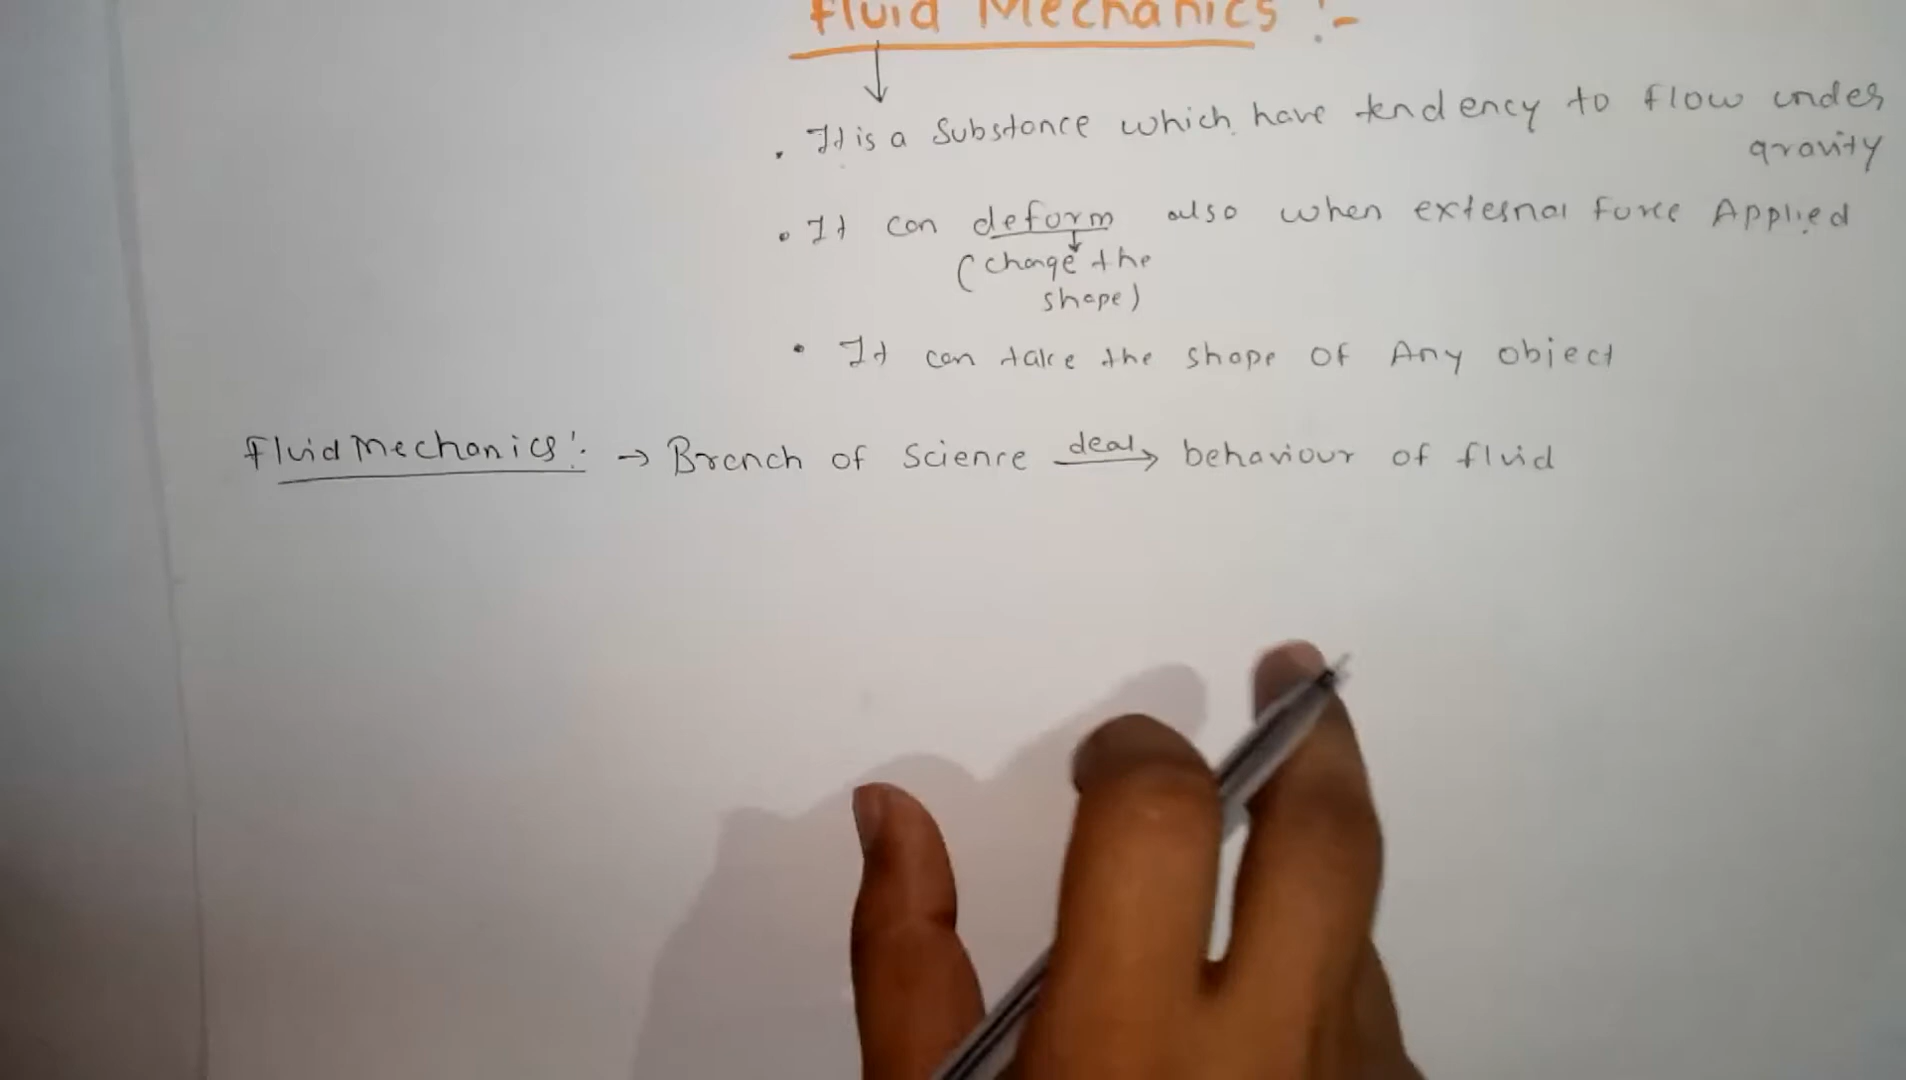 Fluid Mechanics :-
. It is a Substance which have tendency to flow under
gravity
. It can deform also when external force Applied
(change the
shape)
• It can take the shape of Any object
Fluid Mechanics: → Branch of Science deal→ behaviour of fluid